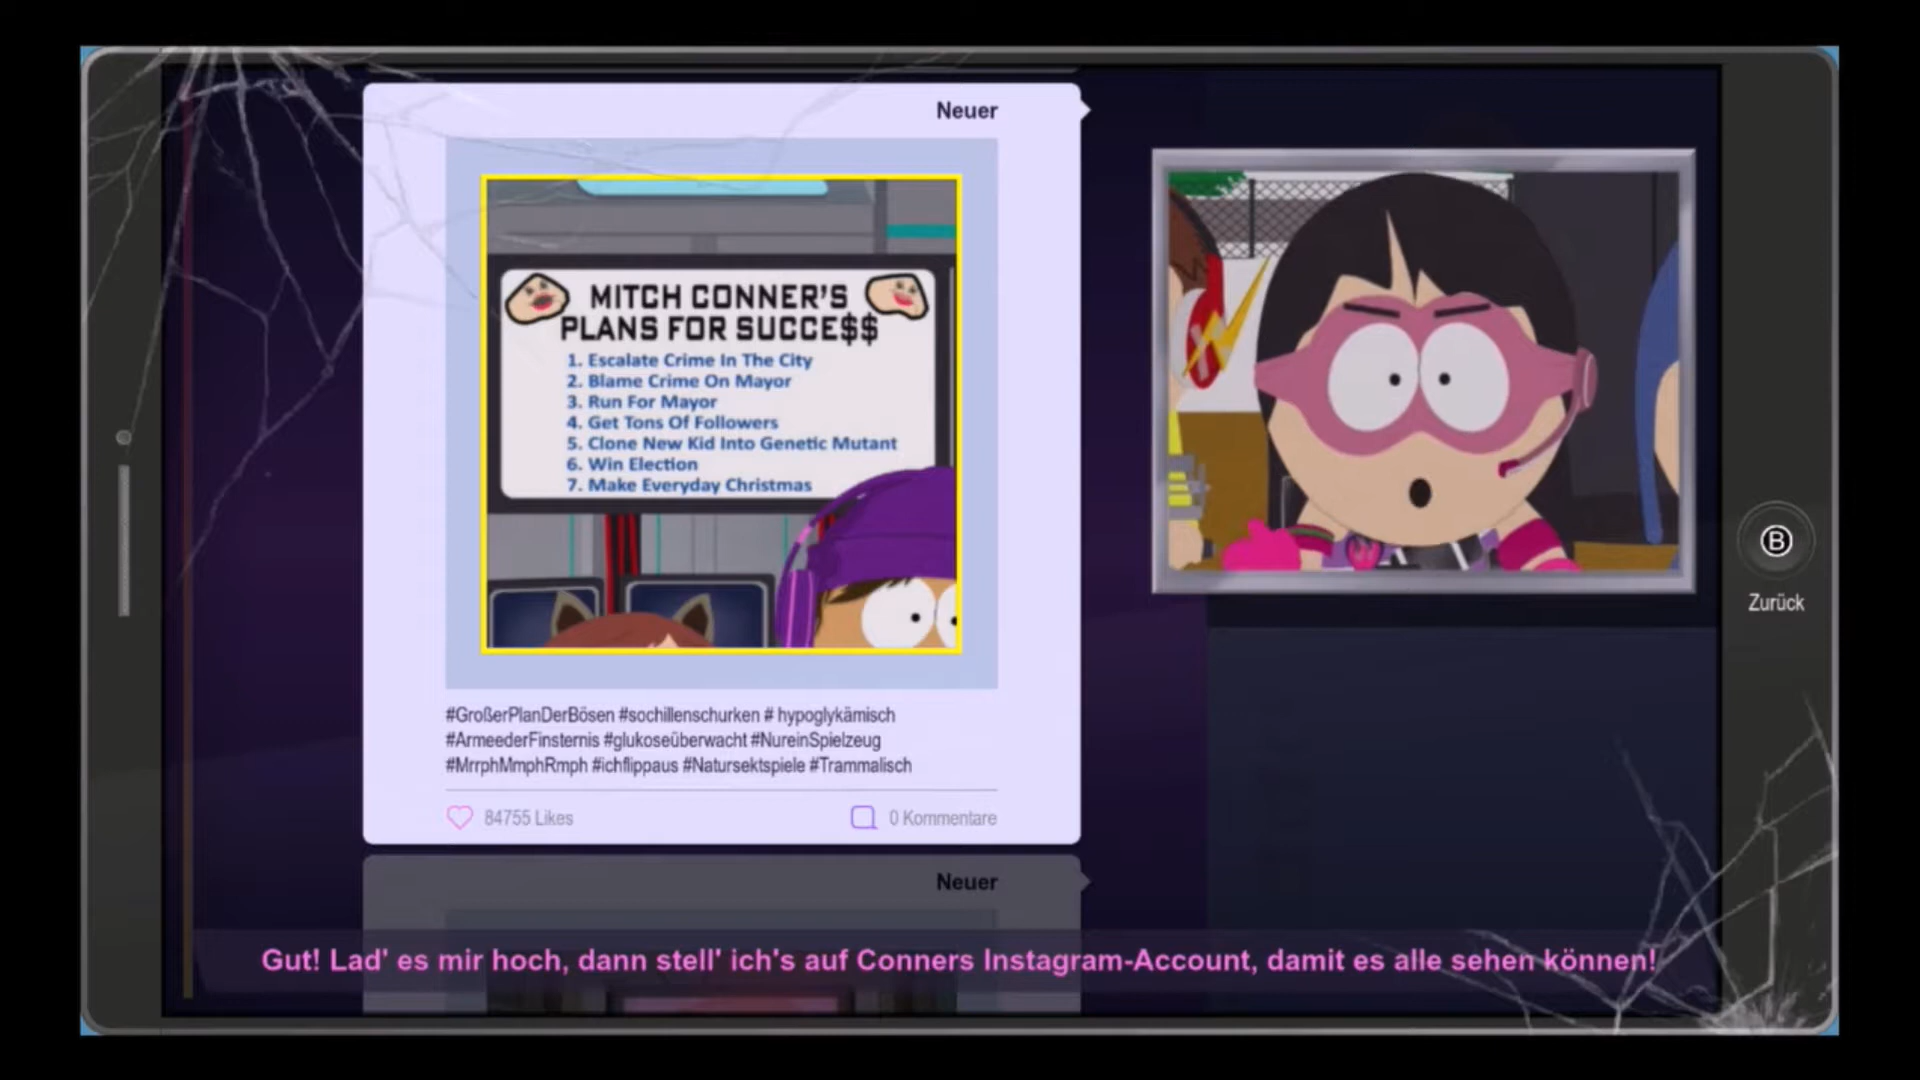 Neuer
MITCH CONNER'S
PLANS FOR SUCCE$$
1. Escalate Crime In The City
2. Blame Crime On Mayor
3. Run For Mayor
4. Get Tons Of Followers
5. Clone New Kid Into Genetic Mutant
6. Win Election
7. Make Everyday Christmas
#GroßerPlanDerBösen #sochillenschurken # hypoglykämisch
#ArmeederFinsternis #glukoseüberwacht #NureinSpielzeug
#MrrphMmphRmph #ichflippaus #Natursektspiele #Trammalisch
84755 Likes
0 Kommentare
B
Zurück
Neuer
Gut! Lad' es mir hoch, dann stell' ich's auf Conners Instagram-Account, damit es alle sehen können!